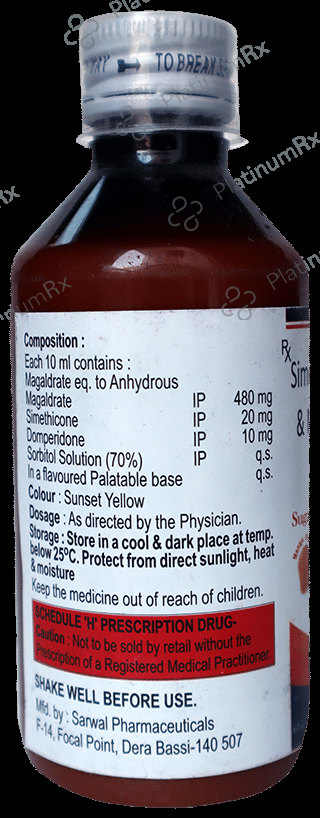 TO BREAK
PlatinumRx
PlatinumRx
PlatinumRx
PlatinumRx
Composition :
Each 10 ml contains :
Magaldrate eq. to Anhydrous
Magaldrate IP 480 mg
Simethicone IP 20 mg
Domperidone IP 10 mg
Sorbitol Solution (70%) q.s.
In a flavoured Palatable base q.s.
Colour : Sunset Yellow
Dosage : As directed by the Physician.
Storage : Store in a cool & dark place at temp.
below 25ºC. Protect from direct sunlight, heat
& moisture
Keep the medicine out of reach of children.
SCHEDULE 'H' PRESCRIPTION DRUG-
Caution : Not to be sold by retail without the
Prescription of a Registered Medical Practitioner.
SHAKE WELL BEFORE USE.
Mfd. by : Sarwal Pharmaceuticals
F-14, Focal Point, Dera Bassi-140 507
Rx
Sim
&